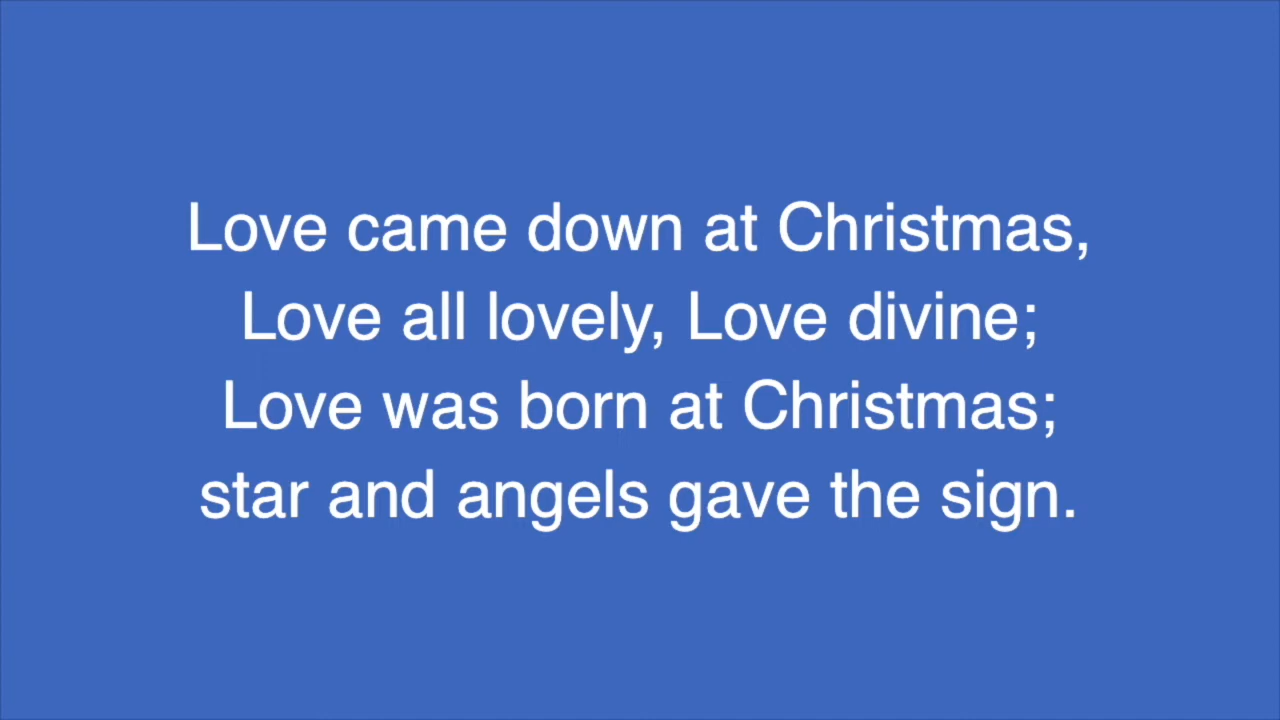 Love came down at Christmas,
Love all lovely, Love divine;
Love was born at Christmas;
star and angels gave the sign.